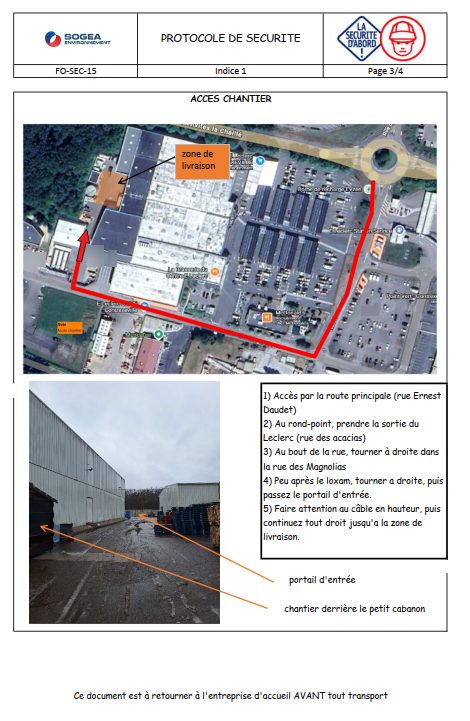 SOGEA
ENVIRONNEMENT
PROTOCOLE DE SECURITE
LA
SECURITE
D'ABORD
!
FO-SEC-15
Indice 1
Page 3/4
ACCES CHANTIER
zone de
livraison
1) Accès par la route principale (rue Ernest
Daudet)
2) Au rond-point, prendre la sortie du
Leclerc (rue des acacias)
3) Au bout de la rue, tourner à droite dans
la rue des Magnolias
4) Peu après le loxam, tourner a droite, puis
passez le portail d'entrée.
5) Faire attention au câble en hauteur, puis
continuez tout droit jusqu'a la zone de
livraison.
portail d'entrée
chantier derrière le petit cabanon
Ce document est à retourner à l'entreprise d'accueil AVANT tout transport